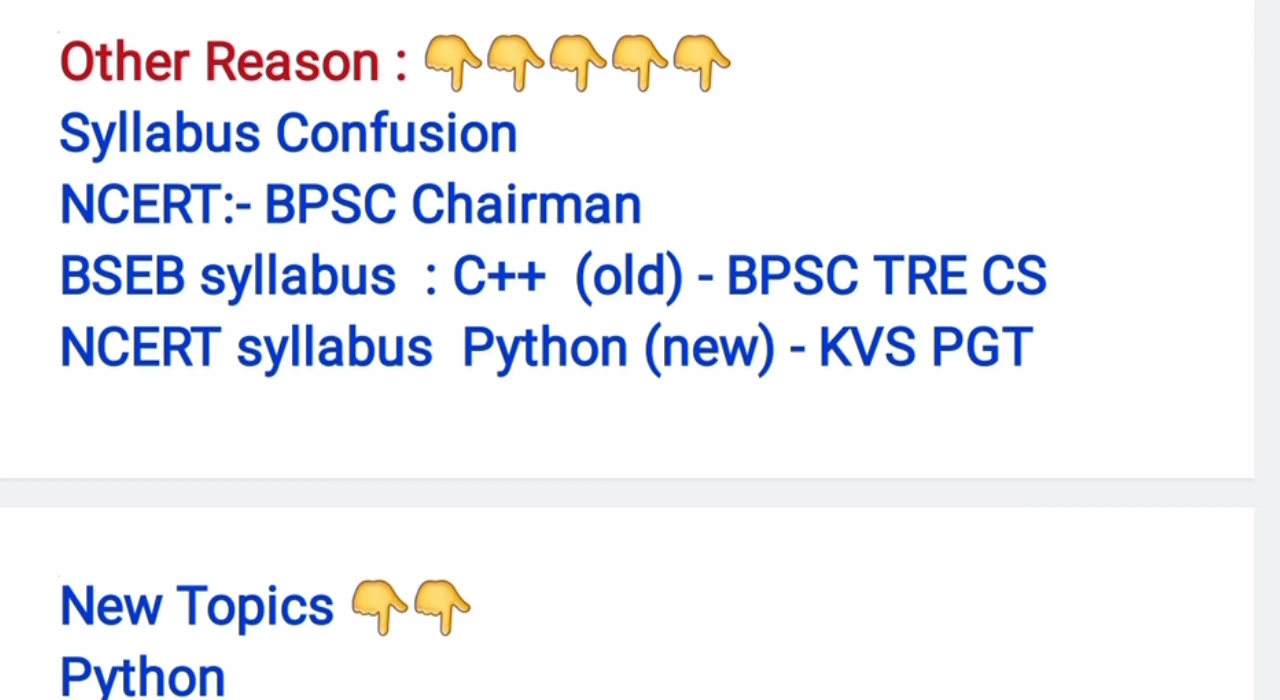 Other Reason : 👇👇👇👇👇
Syllabus Confusion
NCERT:- BPSC Chairman
BSEB syllabus : C++ (old) - BPSC TRE CS
NCERT syllabus Python (new) - KVS PGT
New Topics 👇👇
Python